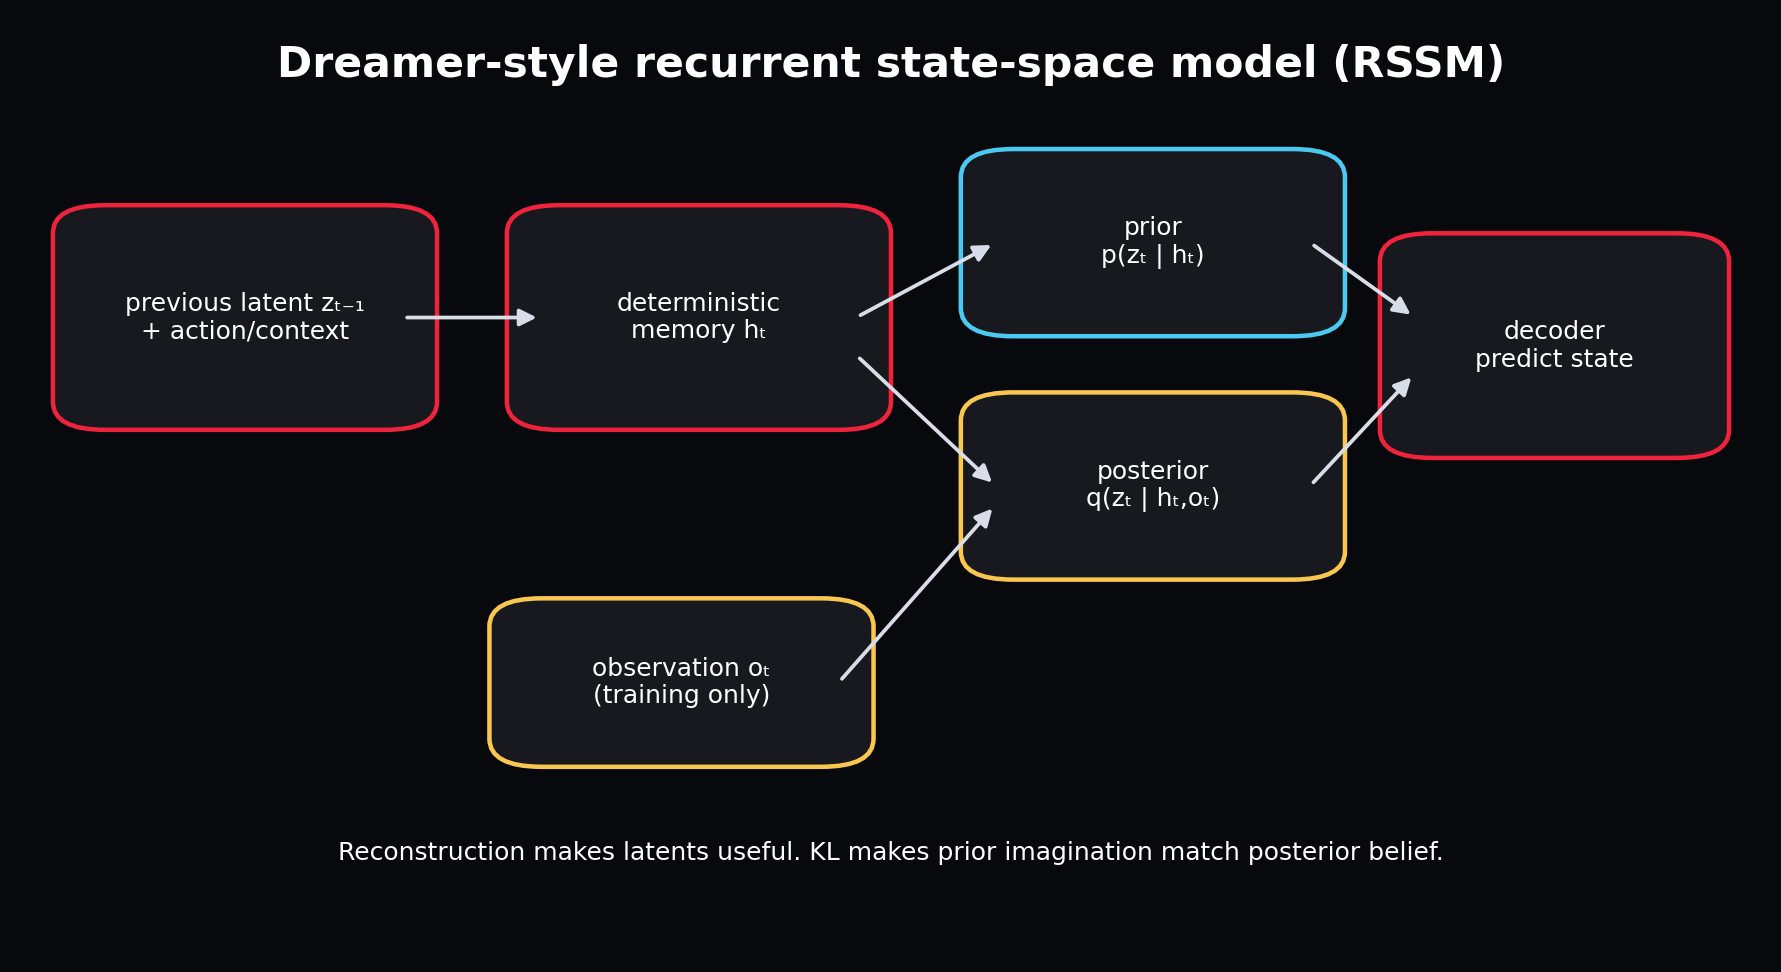 Dreamer-style recurrent state-space model (RSSM)
previous latent zₜ₋₁
+ action/context
deterministic
memory hₜ
prior
p(zₜ | hₜ)
posterior
q(zₜ | hₜ,oₜ)
decoder
predict state
observation oₜ
(training only)
Reconstruction makes latents useful. KL makes prior imagination match posterior belief.